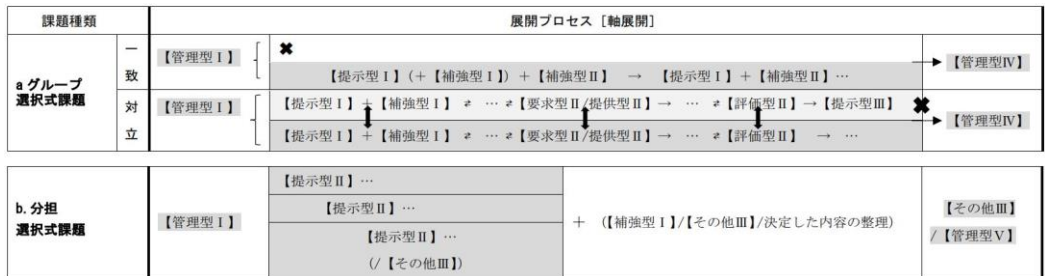 課題種類 展開プロセス［軸展開］
a グループ
選択式課題
一致
【管理型Ⅰ】
✖
【提示型Ⅰ】(+【補強型Ⅰ】) +【補強型Ⅱ】 → 【提示型Ⅰ】+【補強型Ⅱ】…
【管理型Ⅳ】
対立
【管理型Ⅰ】
【提示型Ⅰ】+【補強型Ⅰ】 ⇄ … ⇄【要求型Ⅱ/提供型Ⅱ】→ … ⇄【評価型Ⅱ】→【提示型Ⅲ】 ✖
【提示型Ⅰ】+【補強型Ⅰ】 ⇄ … ⇄【要求型Ⅱ/提供型Ⅱ】→ … ⇄【評価型Ⅱ】 → …
【管理型Ⅳ】
b. 分担
選択式課題
【管理型Ⅰ】
【提示型Ⅱ】…
【提示型Ⅱ】…
【提示型Ⅱ】…
(/【その他Ⅲ】)
+ (【補強型Ⅰ】/【その他Ⅲ】/決定した内容の整理)
【その他Ⅲ】
/【管理型Ⅴ】